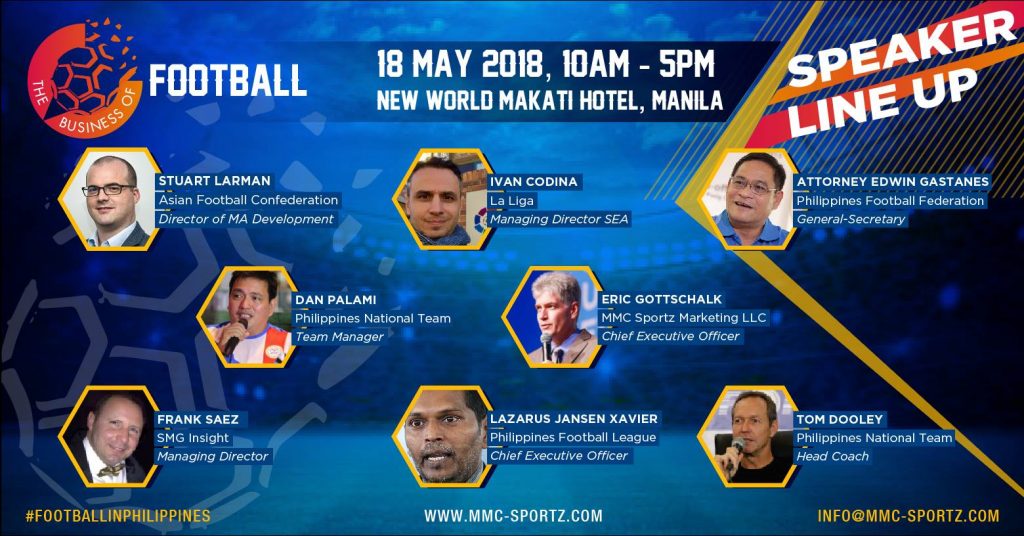 THE
BUSINESS OF
FOOTBALL
18 MAY 2018, 10AM - 5PM
NEW WORLD MAKATI HOTEL, MANILA
SPEAKER
LINE UP
STUART LARMAN
Asian Football Confederation
Director of MA Development
IVAN CODINA
La Liga
Managing Director SEA
ATTORNEY EDWIN GASTANES
Philippines Football Federation
General-Secretary
DAN PALAMI
Philippines National Team
Team Manager
ERIC GOTTSCHALK
MMC Sportz Marketing LLC
Chief Executive Officer
FRANK SAEZ
SMG Insight
Managing Director
LAZARUS JANSEN XAVIER
Philippines Football League
Chief Executive Officer
TOM DOOLEY
Philippines National Team
Head Coach
#FOOTBALLINPHILIPPINES
WWW.MMC-SPORTZ.COM
INFO@MMC-SPORTZ.COM